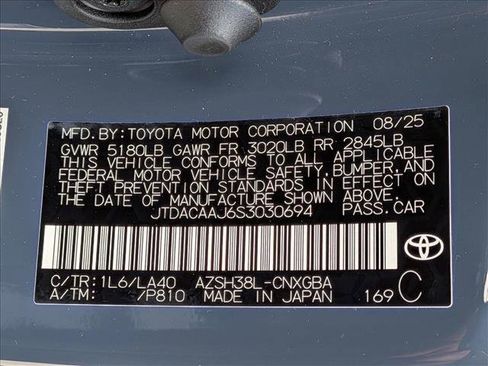 MFD.BY:TOYOTA MOTOR CORPORATION 08/25
GVWR 5180LB GAWR FR 3020LB RR 2845LB
THIS VEHICLE CONFORMS TO ALL APPLICABLE
FEDERAL MOTOR VEHICLE SAFETY,BUMPER,AND
THEFT PREVENTION STANDARDS IN EFFECT ON
THE DATE OF MANUFACTURE SHOWN ABOVE.
JTDACAAJ6S3030694 PASS.CAR
C/TR:1L6/LA40 AZSH38L-CNXGBA
A/TM: /P810 MADE IN JAPAN 169 C